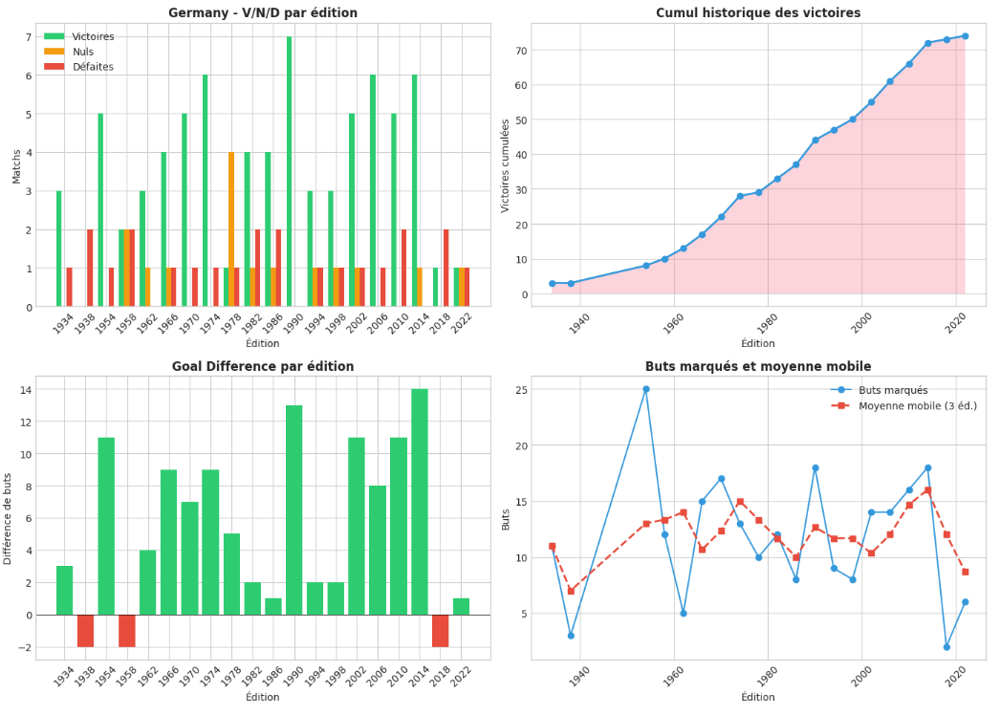 Germany - V/N/D par édition
Victoires
Nuls
Défaites
Matchs
7
6
5
4
3
2
1
0
1934 1938 1954 1958 1962 1966 1970 1974 1978 1982 1986 1990 1994 1998 2002 2006 2010 2014 2018 2022
Édition
Cumul historique des victoires
Victoires cumulées
70
60
50
40
30
20
10
0
1940 1960 1980 2000 2020
Édition
Goal Difference par édition
Différence de buts
14
12
10
8
6
4
2
0
−2
1934 1938 1954 1958 1962 1966 1970 1974 1978 1982 1986 1990 1994 1998 2002 2006 2010 2014 2018 2022
Édition
Buts marqués et moyenne mobile
Buts marqués
Moyenne mobile (3 éd.)
Buts
25
20
15
10
5
1940 1960 1980 2000 2020
Édition